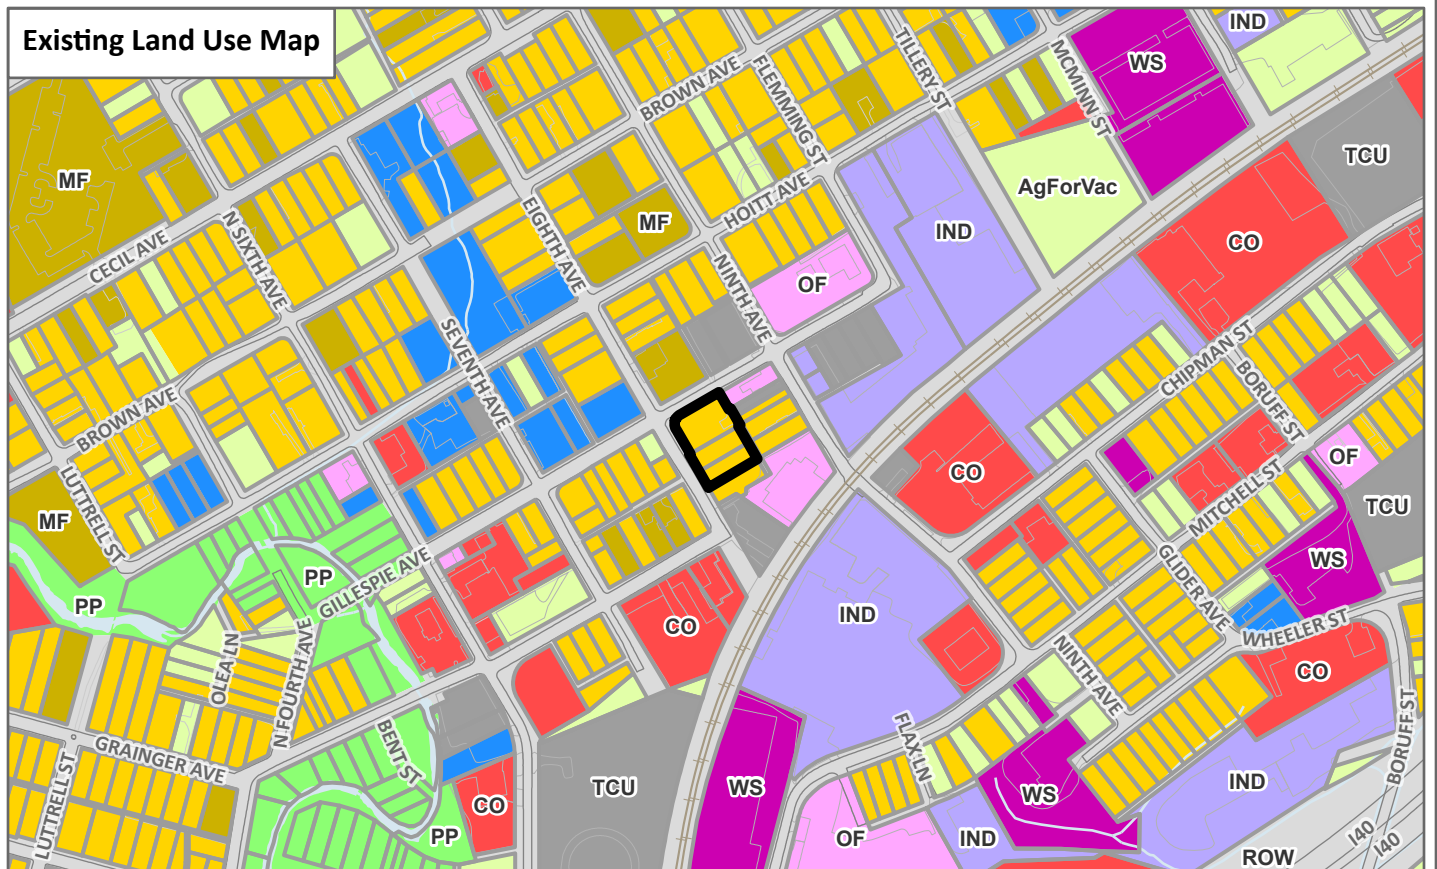 Existing Land Use Map
IND
WS
TILLERY ST
MCMINN ST
FLEMMING ST
BROWN AVE
TCU
MF
AgForVac
HOITT AVE
N SIXTH AVE
EIGHTH AVE
MF
IND
CO
CECIL AVE
NINTH AVE
OF
SEVENTH AVE
CHIPMAN ST
BORUFF ST
BROWN AVE
OF
CO
LUTTRELL ST
MITCHELL ST
TCU
MF
WS
PP
GILLESPIE AVE
GLIDER AVE
PP
IND
CO
WHEELER ST
OLEA LN
N FOURTH AVE
NINTH AVE
CO
BORUFF ST
GRAINGER AVE
BENT ST
FLAX LN
LUTTRELL ST
TCU
WS
WS
IND
CO
PP
OF
IND
I40
I40
ROW